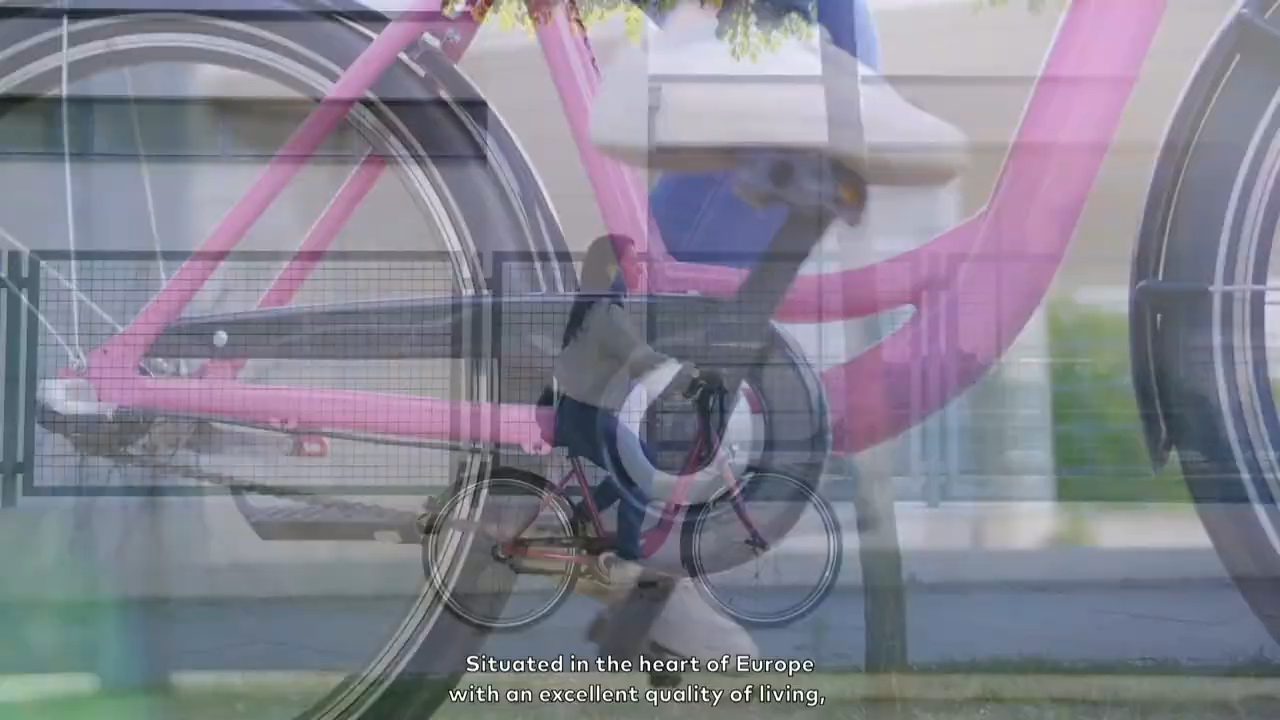 Situated in the heart of Europe
with an excellent quality of living,